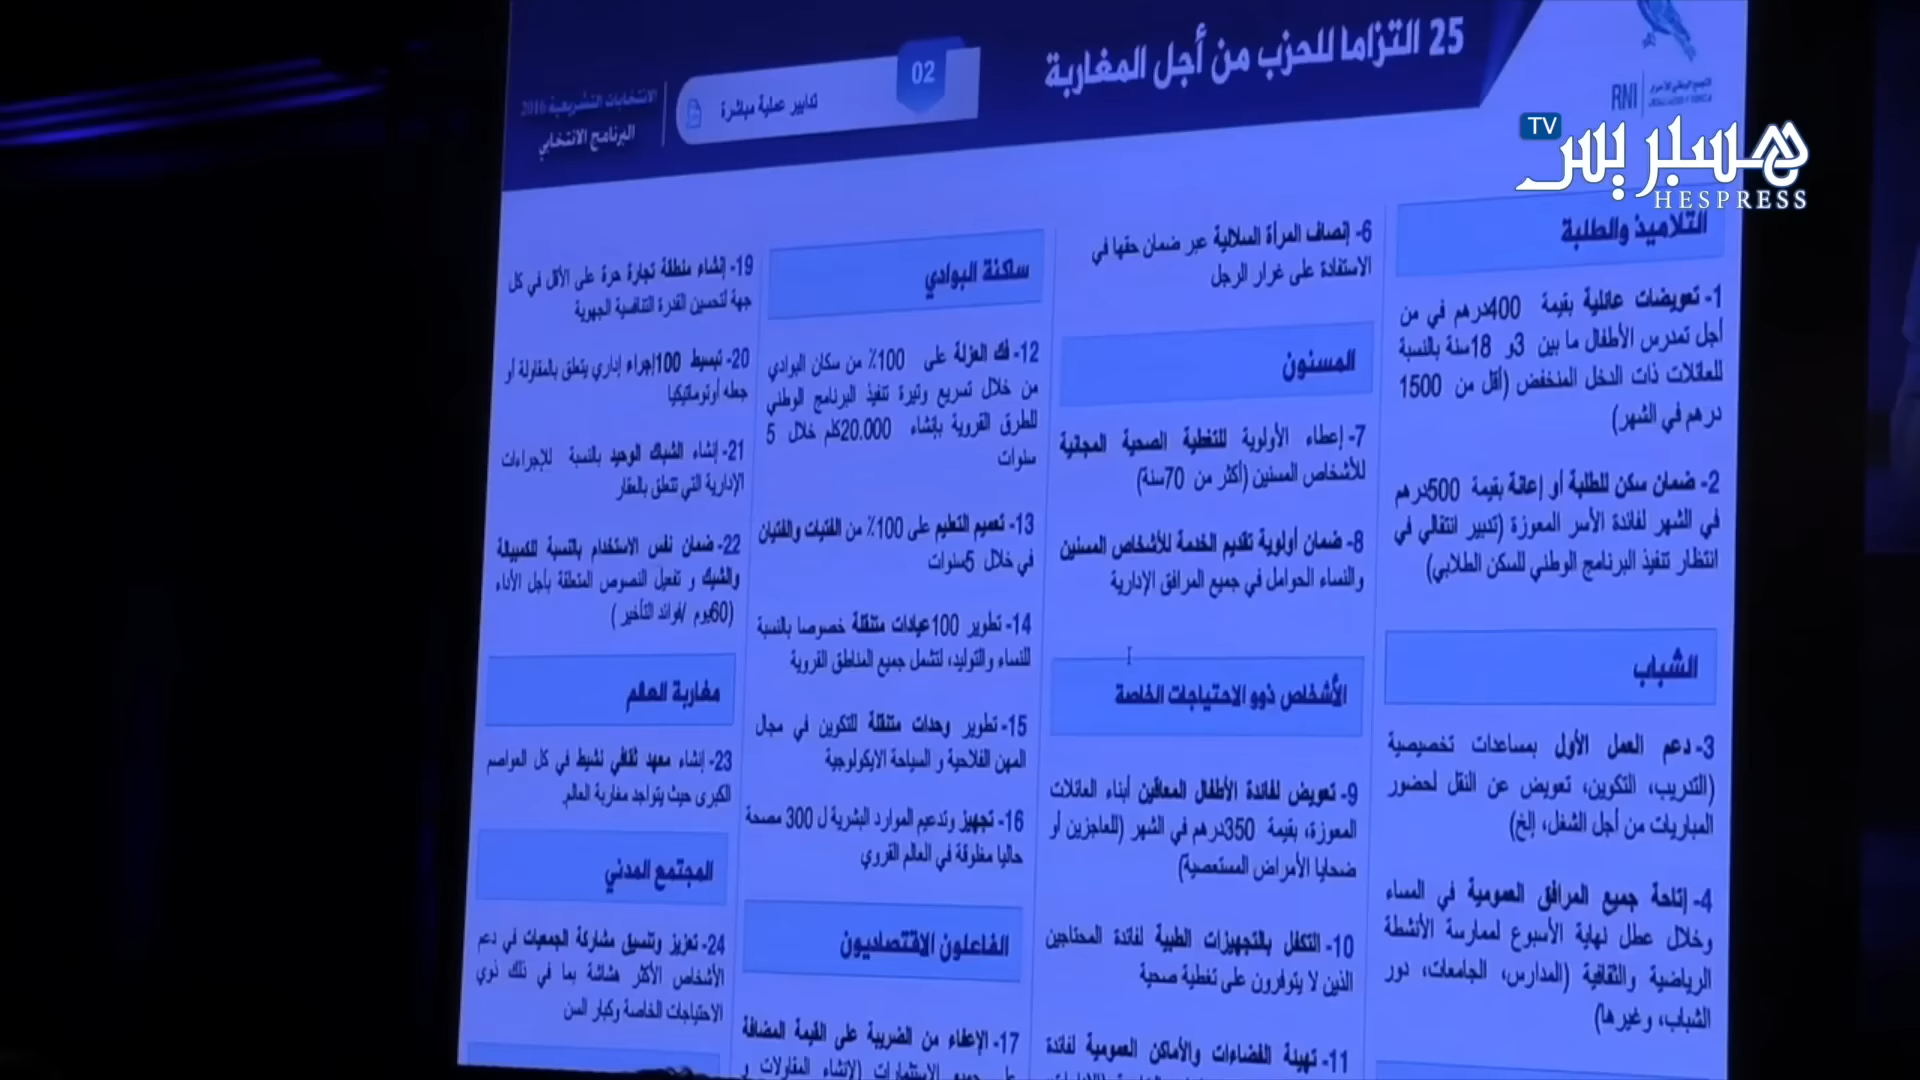 25 التزاما للحزب من أجل المغاربة
02
تدابير عملية مباشرة
الانتخابات التشريعية 2016
البرنامج الانتخابي
RNI
TV
هسبريس
HESPRESS
التلاميذ والطلبة
1- تعويضات عائلية بقيمة 400درهم في من
أجل تمدرس الأطفال ما بين 3و 18سنة بالنسبة
للعائلات ذات الدخل المنخفض (أقل من 1500
درهم في الشهر)
2- ضمان سكن للطلبة أو إعانة بقيمة 500درهم
في الشهر لفائدة الأسر المعوزة (تدبير انتقالي في
انتظار تنفيذ البرنامج الوطني للسكن الطلابي)
الشباب
3- دعم العمل الأول بمساعدات تخصيصية
(التدريب، التكوين، تعويض عن النقل لحضور
المباريات من أجل الشغل، إلخ)
4- إتاحة جميع المرافق العمومية في المساء
وخلال عطل نهاية الأسبوع لممارسة الأنشطة
الرياضية والثقافية (المدارس، الجامعات، دور
الشباب، وغيرها)
6- إنصاف المرأة السلالية عبر ضمان حقها في
الاستفادة على غرار الرجل
المسنون
7- إعطاء الأولوية للتغطية الصحية المجانية
للأشخاص المسنين (أكثر من 70سنة)
8- ضمان أولوية تقديم الخدمة للأشخاص المسنين
والنساء الحوامل في جميع المرافق الإدارية
الأشخاص ذوو الاحتياجات الخاصة
9- تعويض لفائدة الأطفال المعاقين أبناء العائلات
المعوزة، بقيمة 350درهم في الشهر (للعاجزين أو
ضحايا الأمراض المستعصية)
10- التكفل بالتجهيزات الطبية لفائدة المحتاجين
الذين لا يتوفرون على تغطية صحية
11- تهيئة الفضاءات والأماكن العمومية لفائدة
ساكنة البوادي
12- فك العزلة على 100٪ من سكان البوادي
من خلال تسريع وتيرة تنفيذ البرنامج الوطني
للطرق القروية بإنشاء 20.000كلم خلال 5
سنوات
13- تعميم التعليم على 100٪ من الفتيات والفتيان
في خلال 5سنوات
14- تطوير 100عيادات متنقلة خصوصا بالنسبة
للنساء والتوليد، لتشمل جميع المناطق القروية
15- تطوير وحدات متنقلة للتكوين في مجال
المهن الفلاحية و السياحة الايكولوجية
16- تجهيز وتدعيم الموارد البشرية ل 300 مصحة
حاليا مغلوقة في العالم القروي
الفاعلون الاقتصاديون
17- الإعفاء من الضريبة على القيمة المضافة
على جميع الاستثمارات (لإنشاء المقاولات و
19- إنشاء منطقة تجارة حرة على الأقل في كل
جهة لتحسين القدرة التنافسية الجهوية
20- تبسيط 100إجراء إداري يتعلق بالمقاولة أو
جعله أوتوماتيكيا
21- إنشاء الشباك الوحيد بالنسبة للإجراءات
الإدارية التي تتعلق بالعقار
22- ضمان نفس الاستخدام بالنسبة للكمبيالة
والشيك و تفعيل النصوص المتعلقة بأجل الأداء
(60يوم /فوائد التأخير )
مغاربة العالم
23- إنشاء معهد ثقافي نشيط في كل العواصم
الكبرى حيث يتواجد مغاربة العالم.
المجتمع المدني
24- تعزيز وتنسيق مشاركة الجمعيات في دعم
الأشخاص الأكثر هشاشة بما في ذلك ذوي
الاحتياجات الخاصة وكبار السن